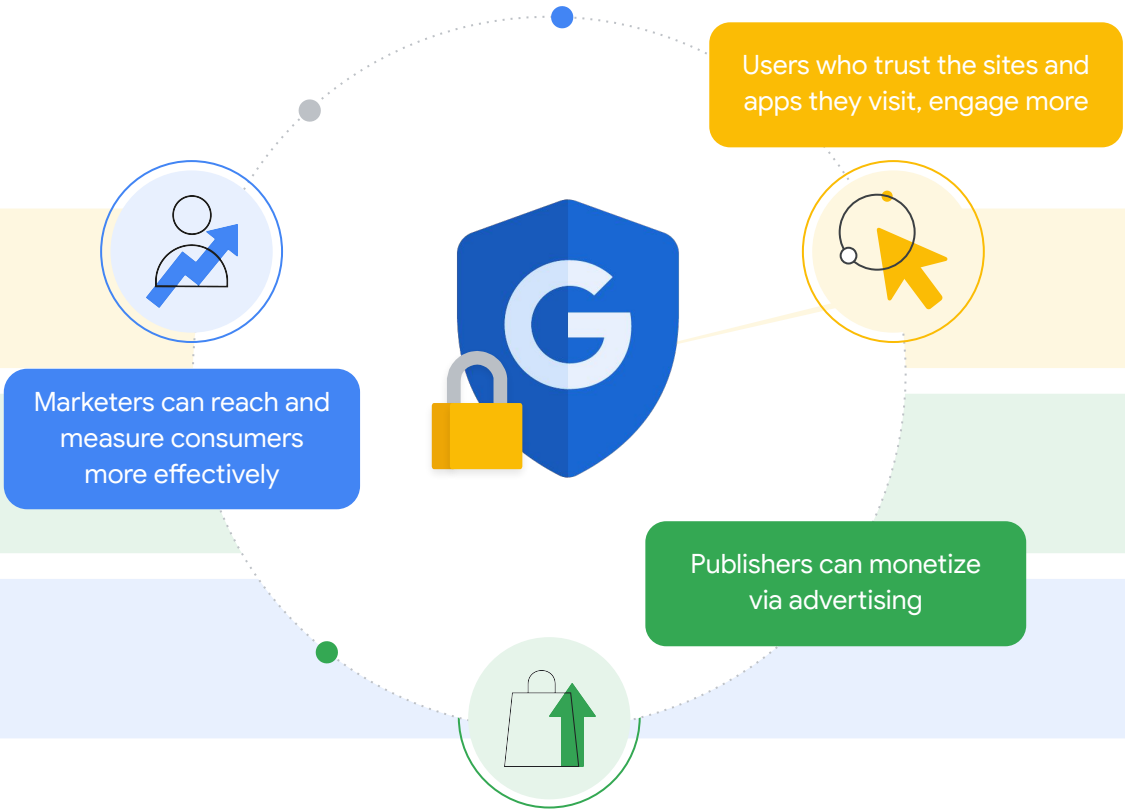 Users who trust the sites and
apps they visit, engage more
Marketers can reach and
measure consumers
more effectively
Publishers can monetize
via advertising